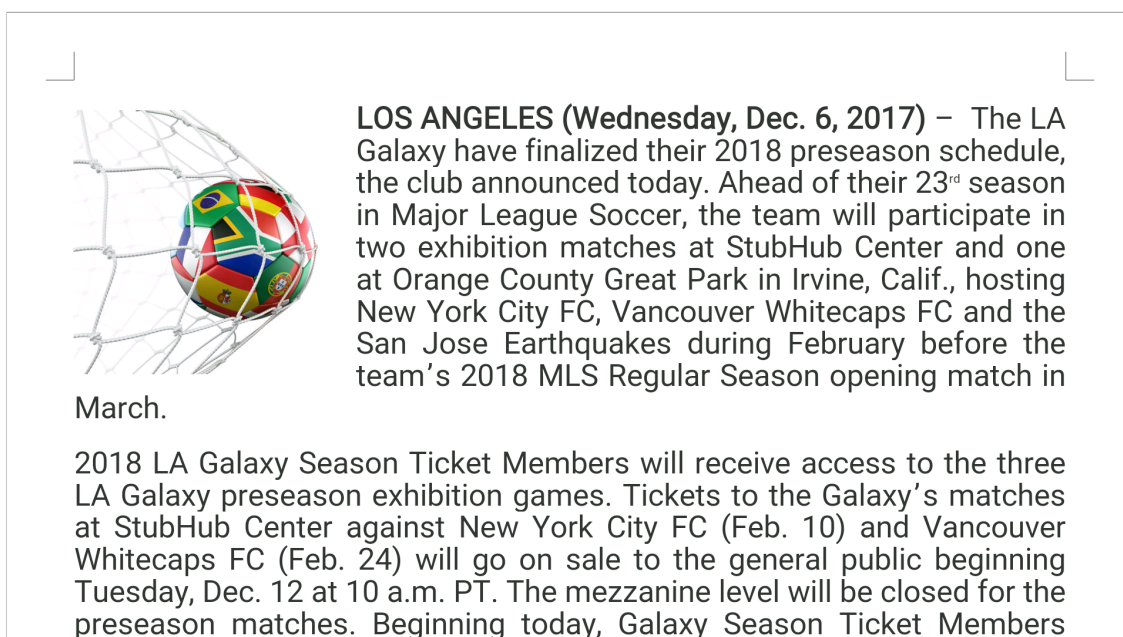 LOS ANGELES (Wednesday, Dec. 6, 2017) – The LA
Galaxy have finalized their 2018 preseason schedule,
the club announced today. Ahead of their 23rd season
in Major League Soccer, the team will participate in
two exhibition matches at StubHub Center and one
at Orange County Great Park in Irvine, Calif., hosting
New York City FC, Vancouver Whitecaps FC and the
San Jose Earthquakes during February before the
team’s 2018 MLS Regular Season opening match in
March.
2018 LA Galaxy Season Ticket Members will receive access to the three
LA Galaxy preseason exhibition games. Tickets to the Galaxy’s matches
at StubHub Center against New York City FC (Feb. 10) and Vancouver
Whitecaps FC (Feb. 24) will go on sale to the general public beginning
Tuesday, Dec. 12 at 10 a.m. PT. The mezzanine level will be closed for the
preseason matches. Beginning today, Galaxy Season Ticket Members